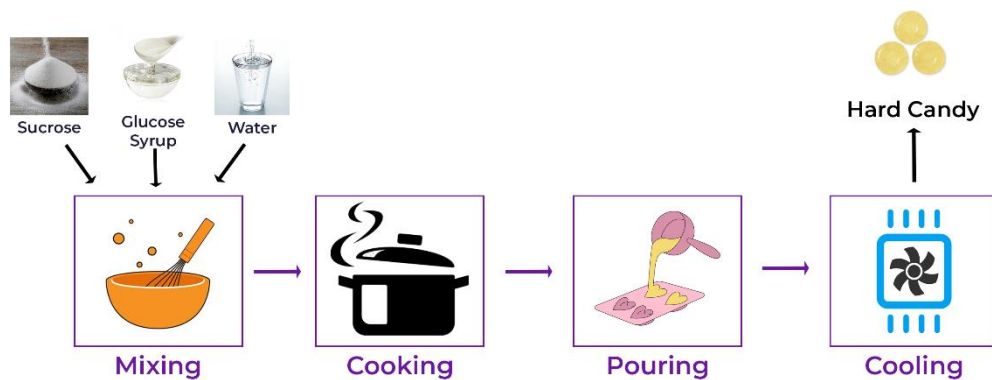 Sucrose
Glucose
Syrup
Water
Hard Candy
Mixing
Cooking
Pouring
Cooling